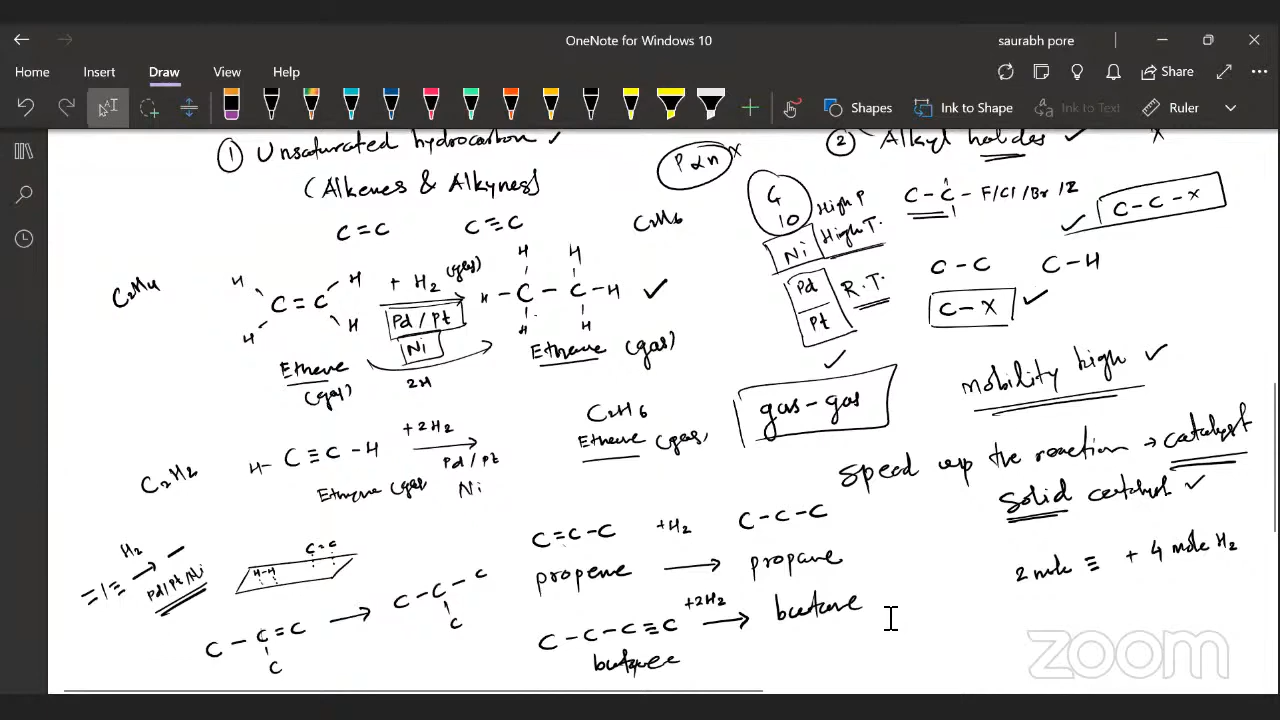 OneNote for Windows 10
saurabh pore
Home Insert Draw View Help
Share
Shapes
Ink to Shape
Ink to Text
Ruler
① Unsaturated hydrocarbon ✓
(Alkenes & Alkynes)
C=C C≡C
C2H6
C2H4
H H
C=C
H H
+ H2 (gas)
Pd / Pt
Ni
2H
H H
H-C-C-H ✓
H H
Ethene
(gas)
Ethane (gas)
C2H2
H-C≡C-H
+2H2
Pd / Pt
Ni
Ethyne (gas
C2H6
Ethane (gas,
H2
=/≡ → -
Pd/Pt/Ni
H-H C=C
C-C=C
C
→
C-C-C
C
C=C-C +H2 C-C-C
propene → propane
C-C-C≡C +2H2 → butane
P α n x
② Alkyl halides ✓ x
10
High P
High T.
Ni
Pd
Pt
R.T.
C-C-F/Cl/Br/I
✓ C-C-X
C-C C-H
C-X ✓
✓
gas-gas
mobility high ✓
Speed up the reaction → catalyst
Solid catalyst ✓
2 mole ≡ + 4 mole H2
zoom